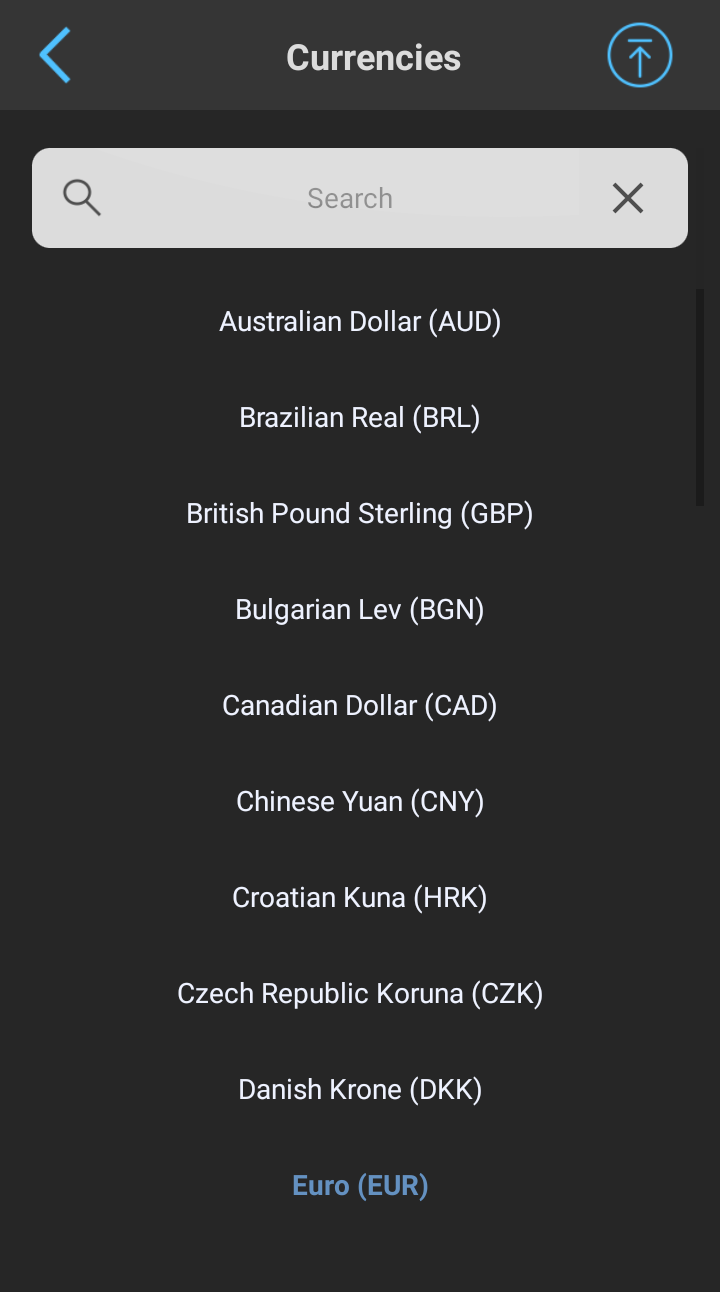 Currencies
Search
Australian Dollar (AUD)
Brazilian Real (BRL)
British Pound Sterling (GBP)
Bulgarian Lev (BGN)
Canadian Dollar (CAD)
Chinese Yuan (CNY)
Croatian Kuna (HRK)
Czech Republic Koruna (CZK)
Danish Krone (DKK)
Euro (EUR)